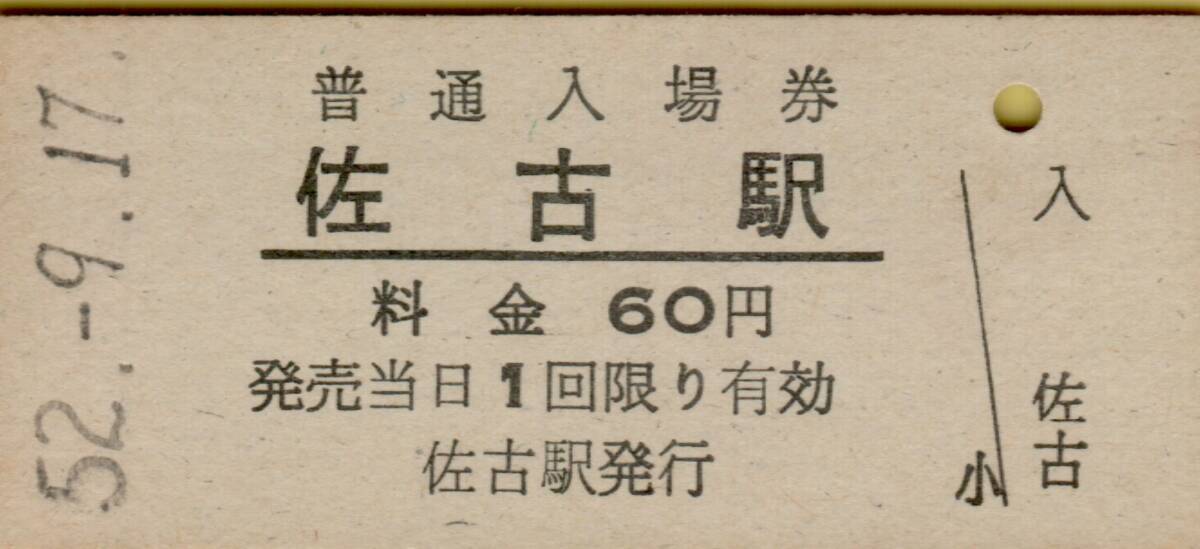 52.-9.17.
普通入場券
佐古駅
料金 60円
発売当日1回限り有効
佐古駅発行
入
佐古
小